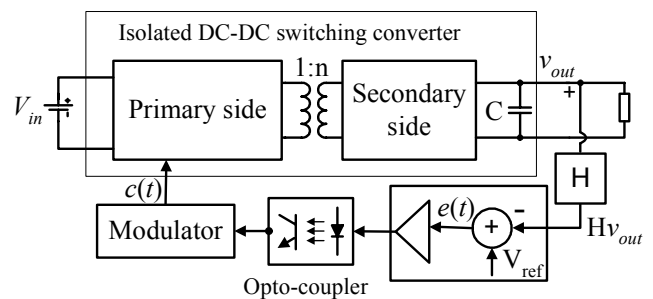 Isolated DC-DC switching converter
1:n
v_out
V_in
Primary side
Secondary
side
C
+
H
c(t)
e(t)
Modulator
+
-
Hv_out
V_ref
Opto-coupler